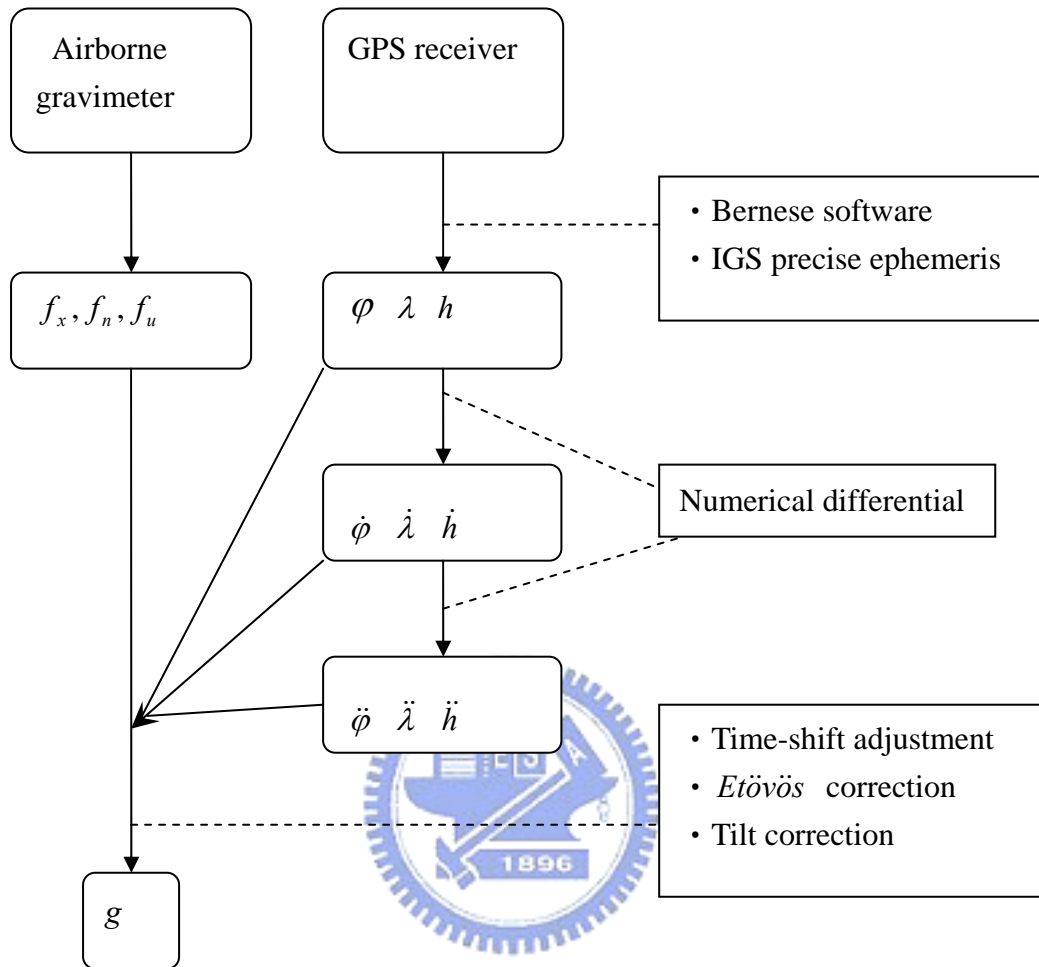 Airborne
gravimeter
GPS receiver
・Bernese software
・IGS precise ephemeris
f_x, f_n, f_u
φ λ h
φ̇ λ̇ ḣ
Numerical differential
φ̈ λ̈ ḧ
・Time-shift adjustment
・Etövös correction
・Tilt correction
E S A
1896
g